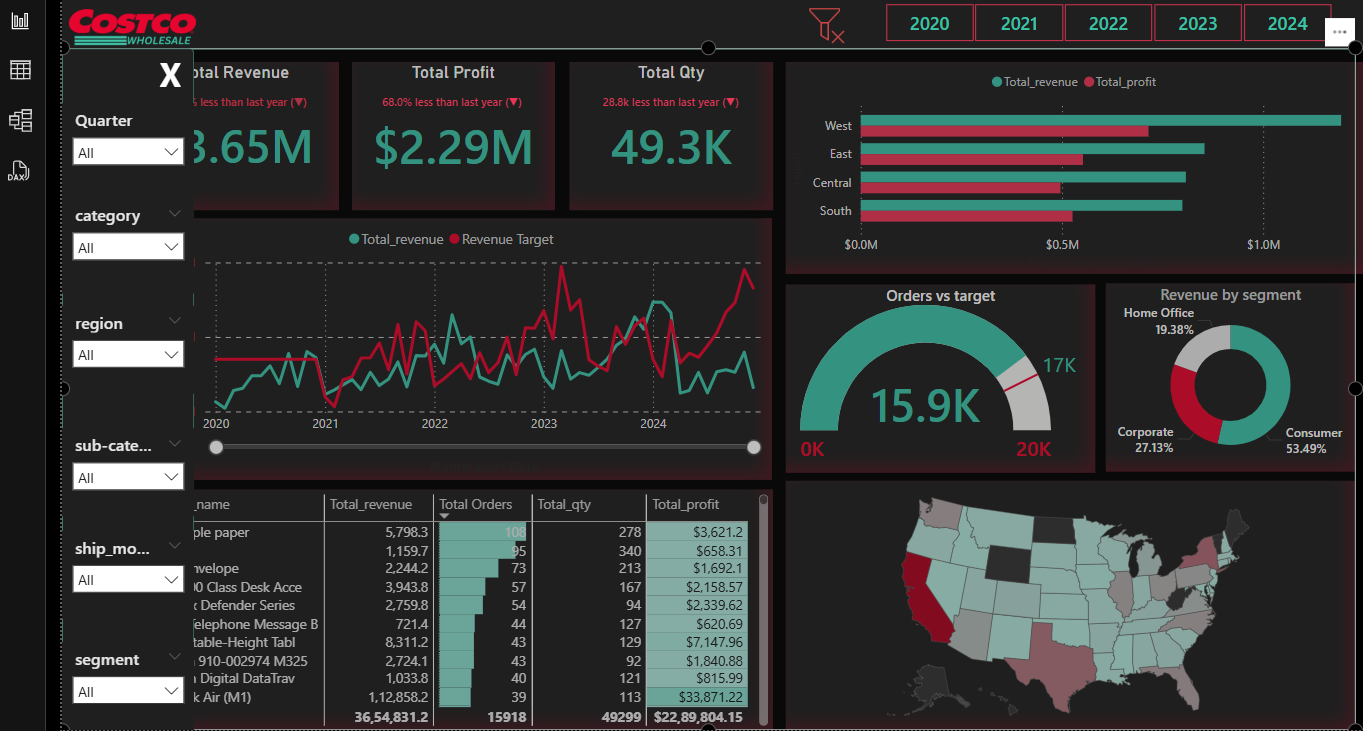 COSTCO
WHOLESALE
2020
2021
2022
2023
2024
X
Quarter
All
category
All
region
All
sub-cate...
All
ship_mo...
All
segment
All
DAX
otal Revenue
% less than last year (▼)
3.65M
Total Profit
68.0% less than last year (▼)
$2.29M
Total Qty
28.8k less than last year (▼)
49.3K
Total_revenue Total_profit
West
East
Central
South
$0.0M $0.5M $1.0M
Total_revenue Revenue Target
2020 2021 2022 2023 2024
Orders vs target
17K
15.9K
0K 20K
Revenue by segment
Home Office
19.38%
Corporate
27.13%
Consumer
53.49%
_name Total_revenue Total Orders Total_qty Total_profit
ple paper 5,798.3 108 278 $3,621.2
1,159.7 95 340 $658.31
nvelope 2,244.2 73 213 $1,692.1
00 Class Desk Acce 3,943.8 57 167 $2,158.57
x Defender Series 2,759.8 54 94 $2,339.62
Telephone Message B 721.4 44 127 $620.69
table-Height Tabl 8,311.2 43 129 $7,147.96
910-002974 M325 2,724.1 43 92 $1,840.88
n Digital DataTrav 1,033.8 40 121 $815.99
k Air (M1) 1,12,858.2 39 113 $33,871.22
36,54,831.2 15918 49299 $22,89,804.15